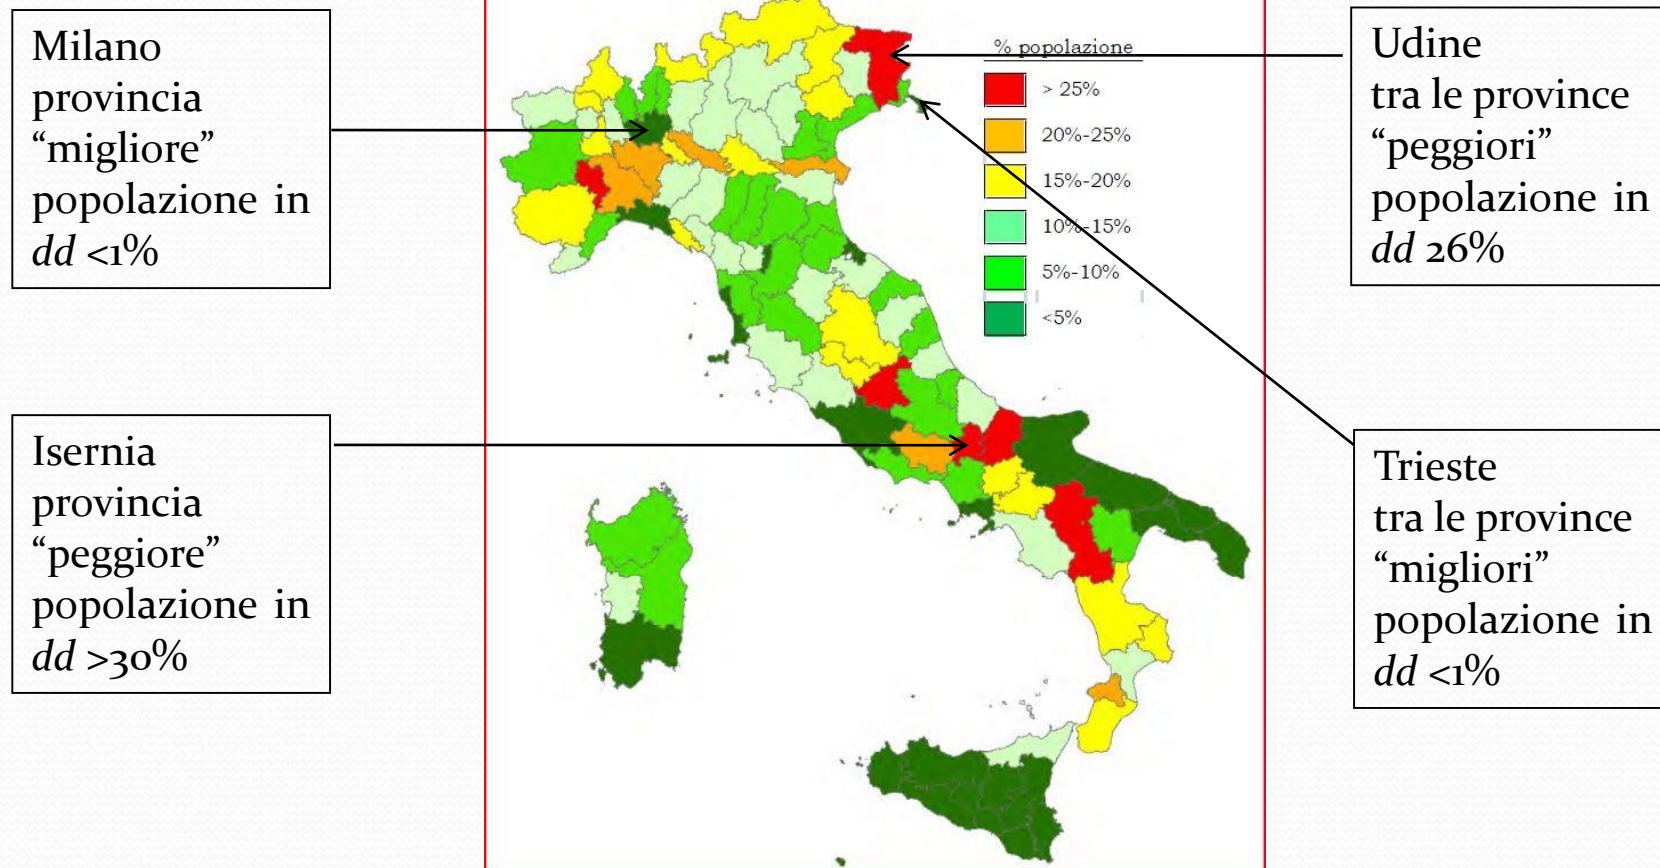 Milano
provincia
“migliore”
popolazione in
dd <1%
Isernia
provincia
“peggiore”
popolazione in
dd >30%
% popolazione
> 25%
20%-25%
15%-20%
10%-15%
5%-10%
<5%
Udine
tra le province
“peggiori”
popolazione in
dd 26%
Trieste
tra le province
“migliori”
popolazione in
dd <1%